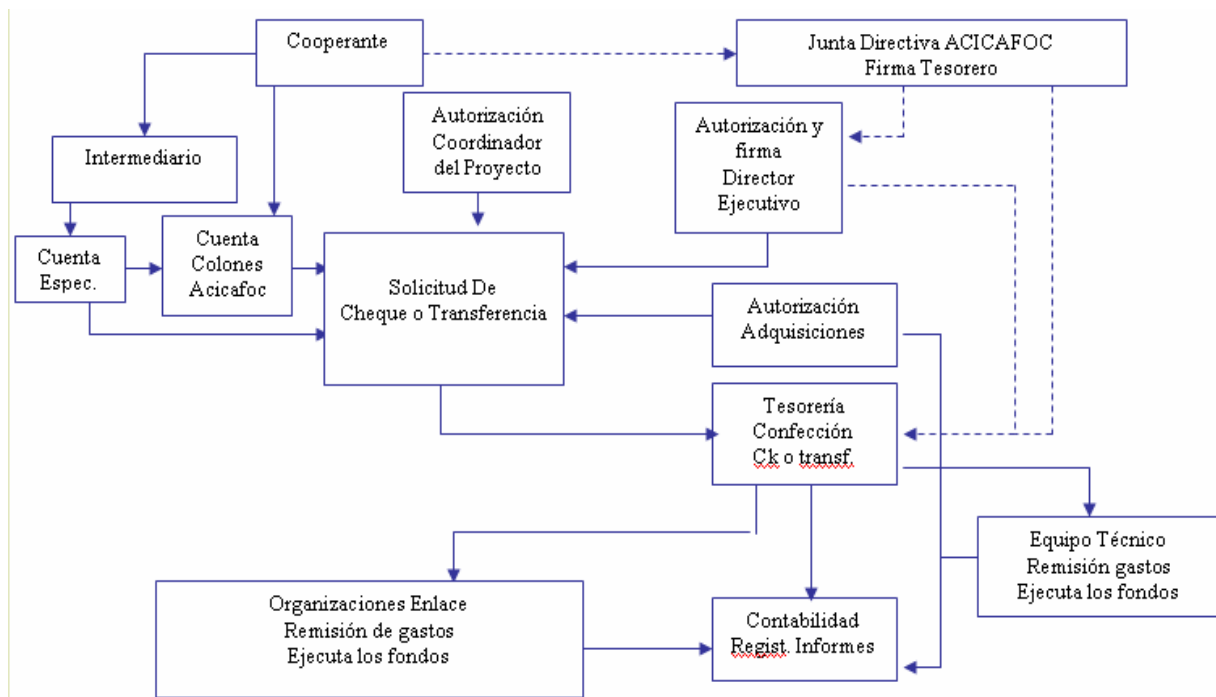 Cooperante
Junta Directiva ACICAFOC
Firma Tesorero
Autorización
Coordinador
del Proyecto
Autorización y
firma
Director
Ejecutivo
Intermediario
Cuenta
Espec.
Cuenta
Colones
Acicafoc
Solicitud De
Cheque o Transferencia
Autorización
Adquisiciones
Tesorería
Confección
Ck o transf.
Equipo Técnico
Remisión gastos
Ejecuta los fondos
Organizaciones Enlace
Remisión de gastos
Ejecuta los fondos
Contabilidad
Regist. Informes